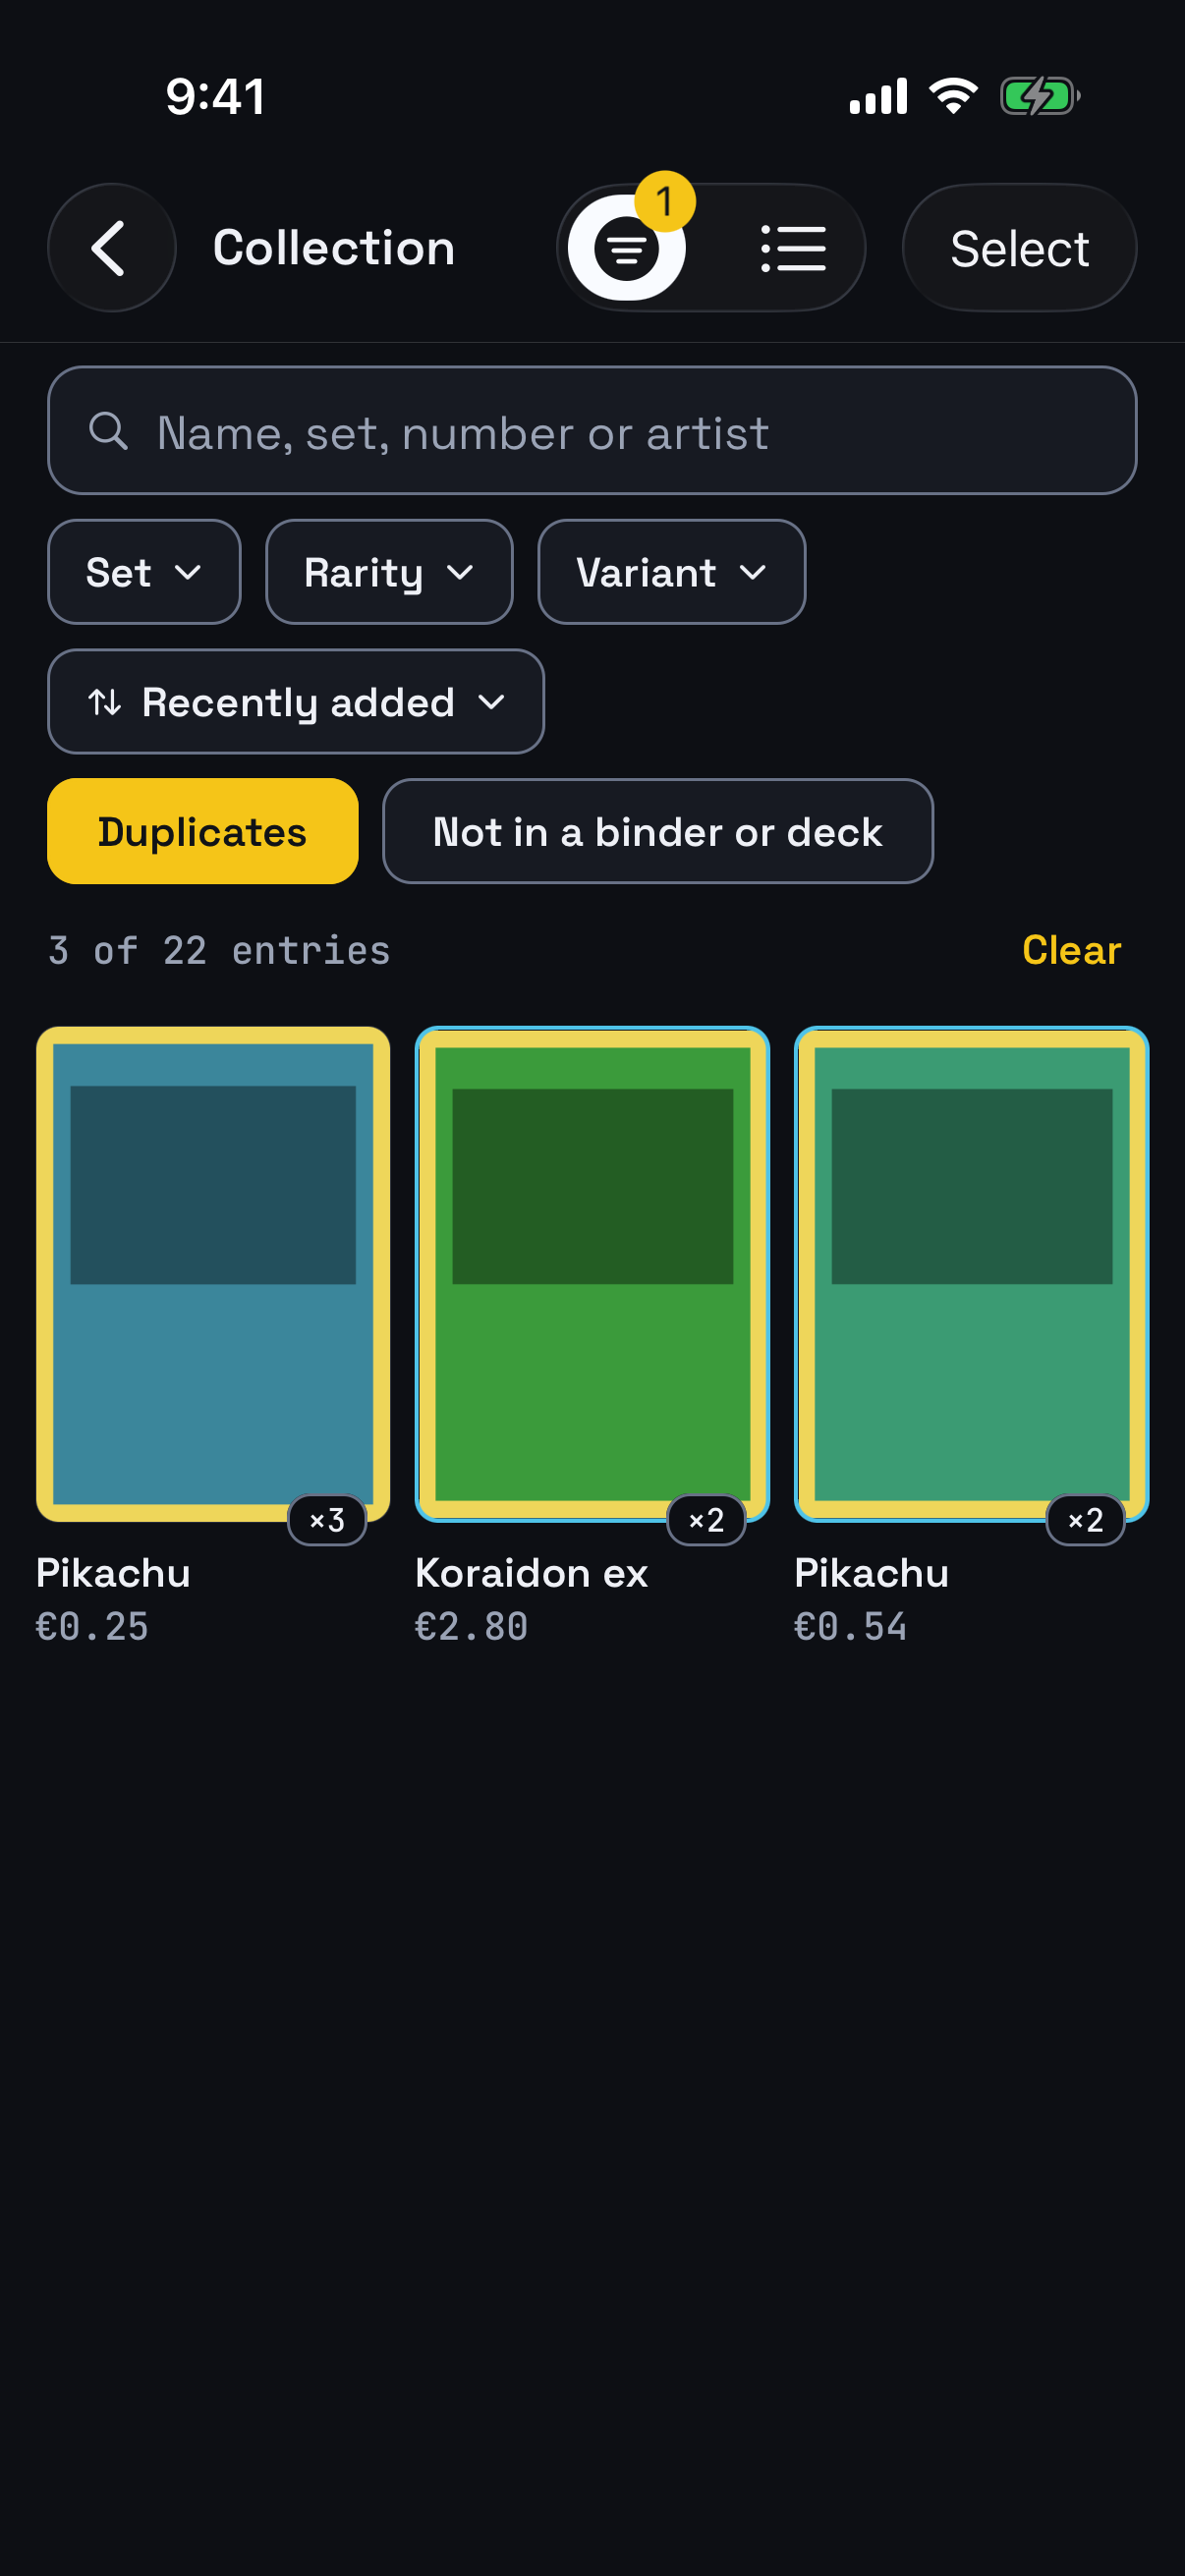 9:41
Collection
1
Select
Name, set, number or artist
Set
Rarity
Variant
Recently added
Duplicates
Not in a binder or deck
3 of 22 entries
Clear
×3
×2
×2
Pikachu
Koraidon ex
Pikachu
€0.25
€2.80
€0.54